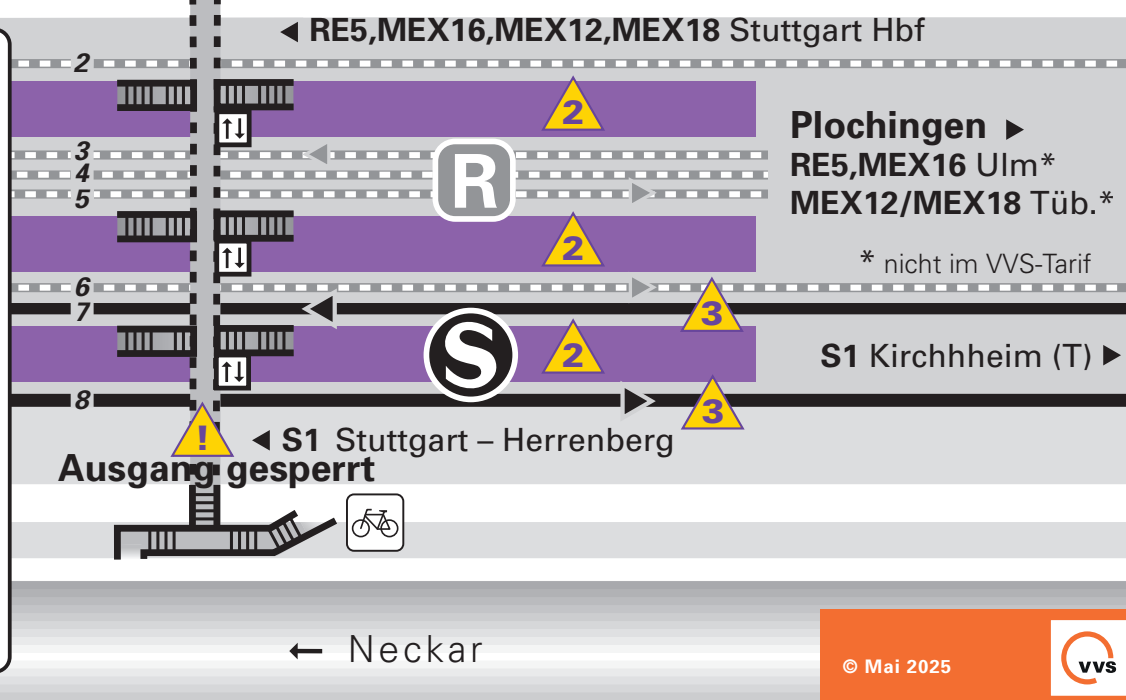 ◄ RE5,MEX16,MEX12,MEX18 Stuttgart Hbf
2
2
Plochingen ►
3
R
RE5,MEX16 Ulm*
4
5
MEX12/MEX18 Tüb.*
2
* nicht im VVS-Tarif
6
7
3
S
2
S1 Kirchhheim (T) ►
8
3
!
◄ S1 Stuttgart – Herrenberg
Ausgang gesperrt
← Neckar
© Mai 2025
VVS